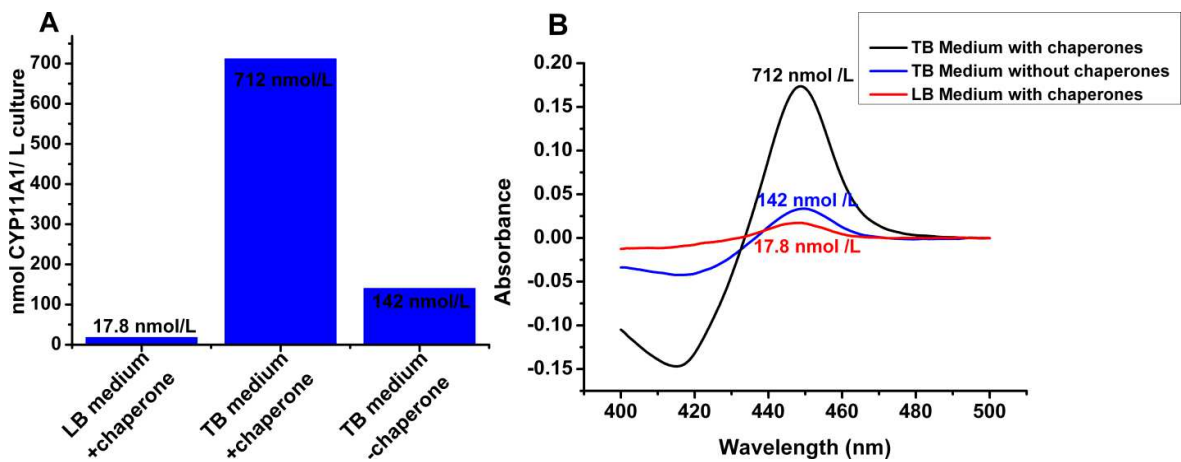 A
nmol CYP11A1/ L culture
700
600
500
400
300
200
100
0
17.8 nmol/L
712 nmol/L
142 nmol/L
LB medium
+chaperone
TB medium
+chaperone
TB medium
-chaperone
B
TB Medium with chaperones
TB Medium without chaperones
LB Medium with chaperones
Absorbance
0.20
0.15
0.10
0.05
0.00
-0.05
-0.10
-0.15
712 nmol /L
142 nmol /L
17.8 nmol /L
400
420
440
460
480
500
Wavelength (nm)